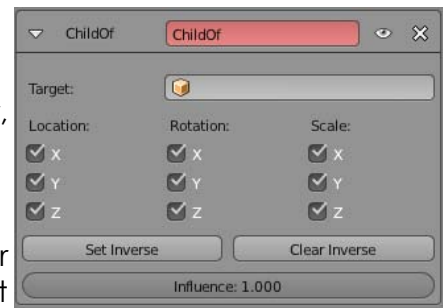 ChildOf ChildOf
Target:
,
Location: Rotation: Scale:
X X X
Y Y Y
Z Z Z
r Set Inverse Clear Inverse
t Influence: 1.000